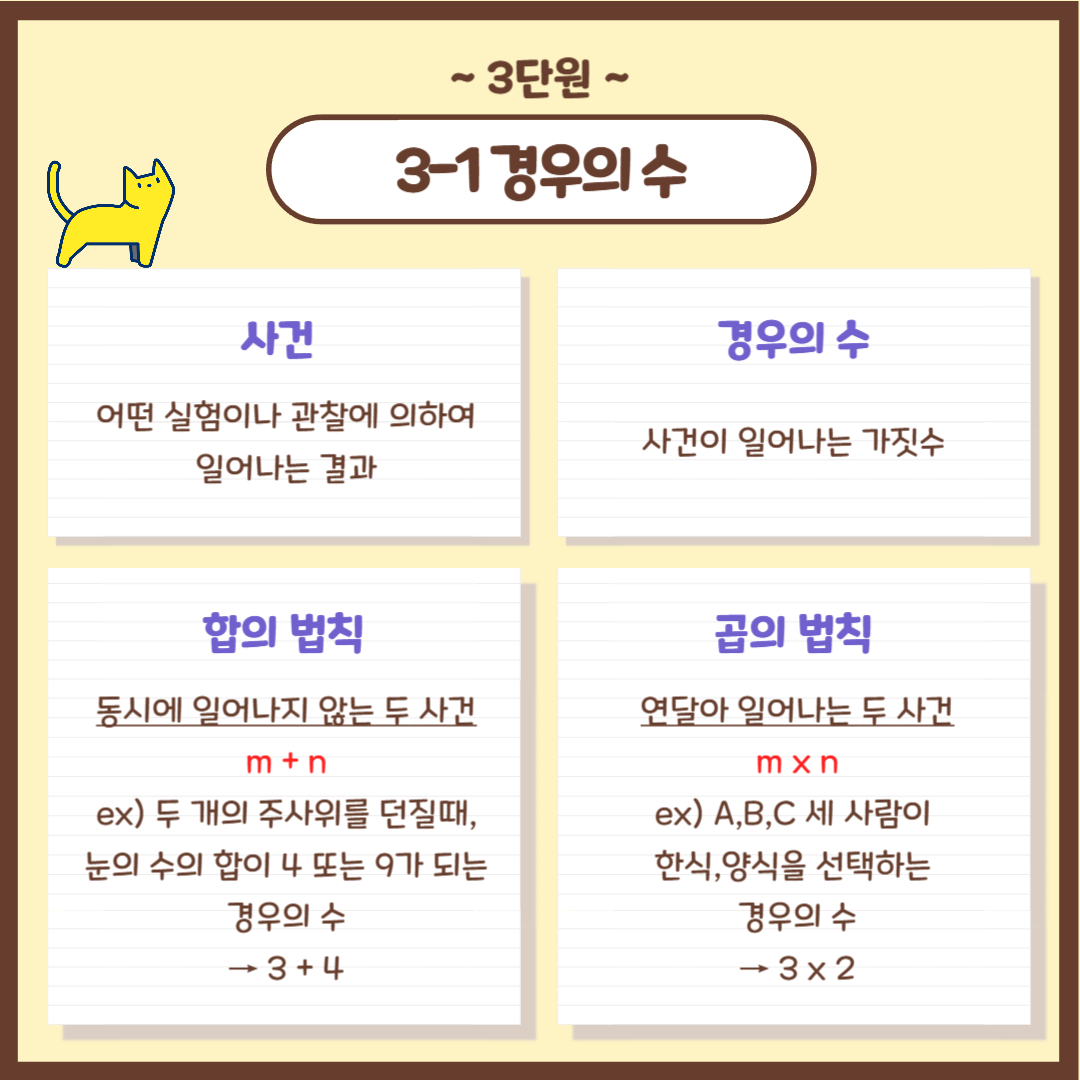 ~ 3단원 ~
3-1 경우의 수
사건
어떤 실험이나 관찰에 의하여
일어나는 결과
경우의 수
사건이 일어나는 가짓수
합의 법칙
동시에 일어나지 않는 두 사건
m + n
ex) 두 개의 주사위를 던질때,
눈의 수의 합이 4 또는 9가 되는
경우의 수
→ 3 + 4
곱의 법칙
연달아 일어나는 두 사건
m x n
ex) A,B,C 세 사람이
한식,양식을 선택하는
경우의 수
→ 3 x 2